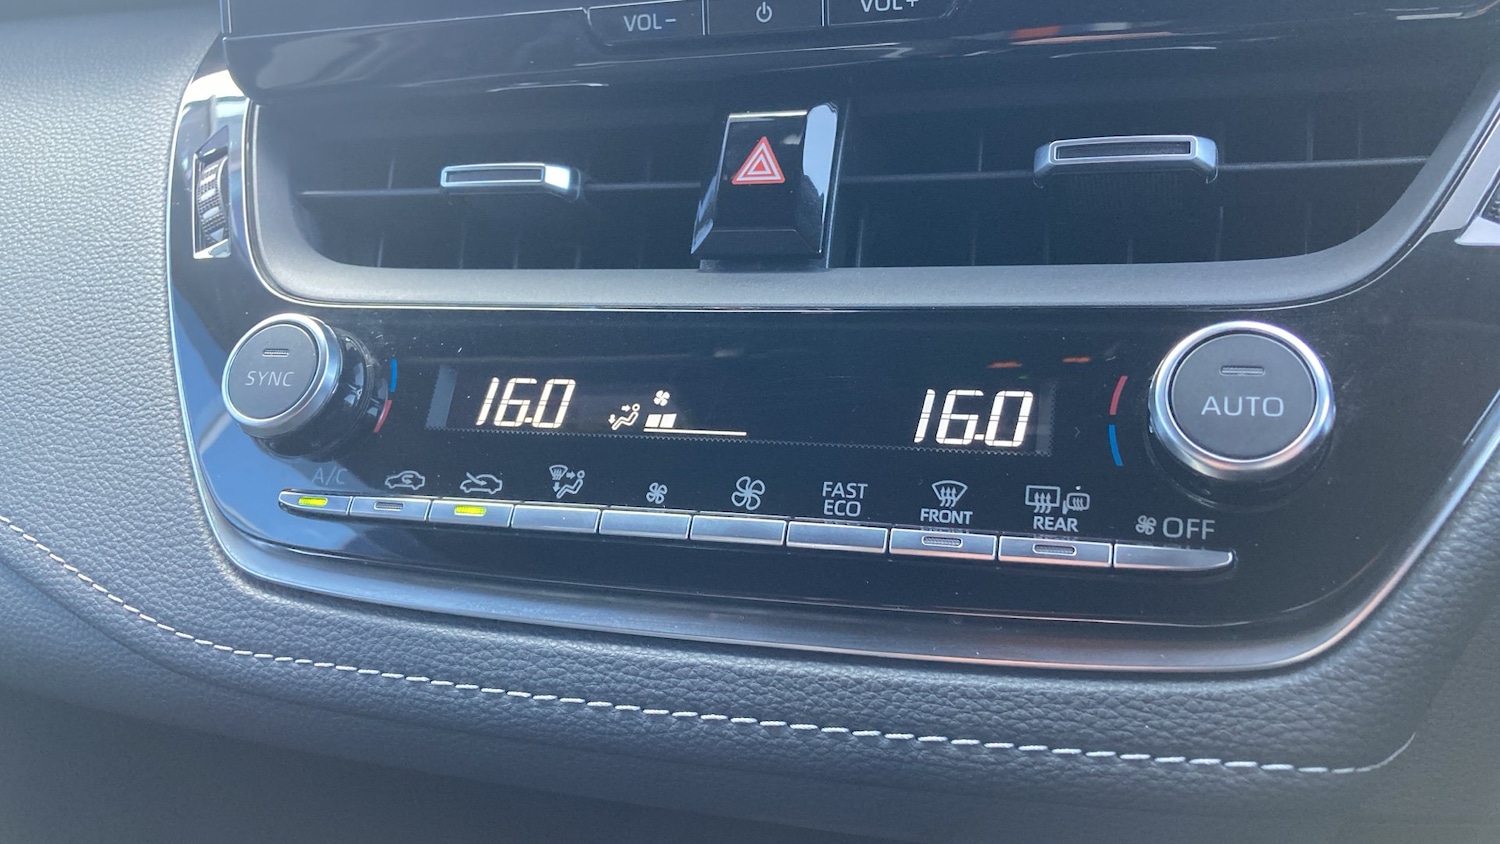 VOL− VOL+
SYNC
16.0 16.0
AUTO
A/C
FAST
ECO
FRONT
REAR
OFF